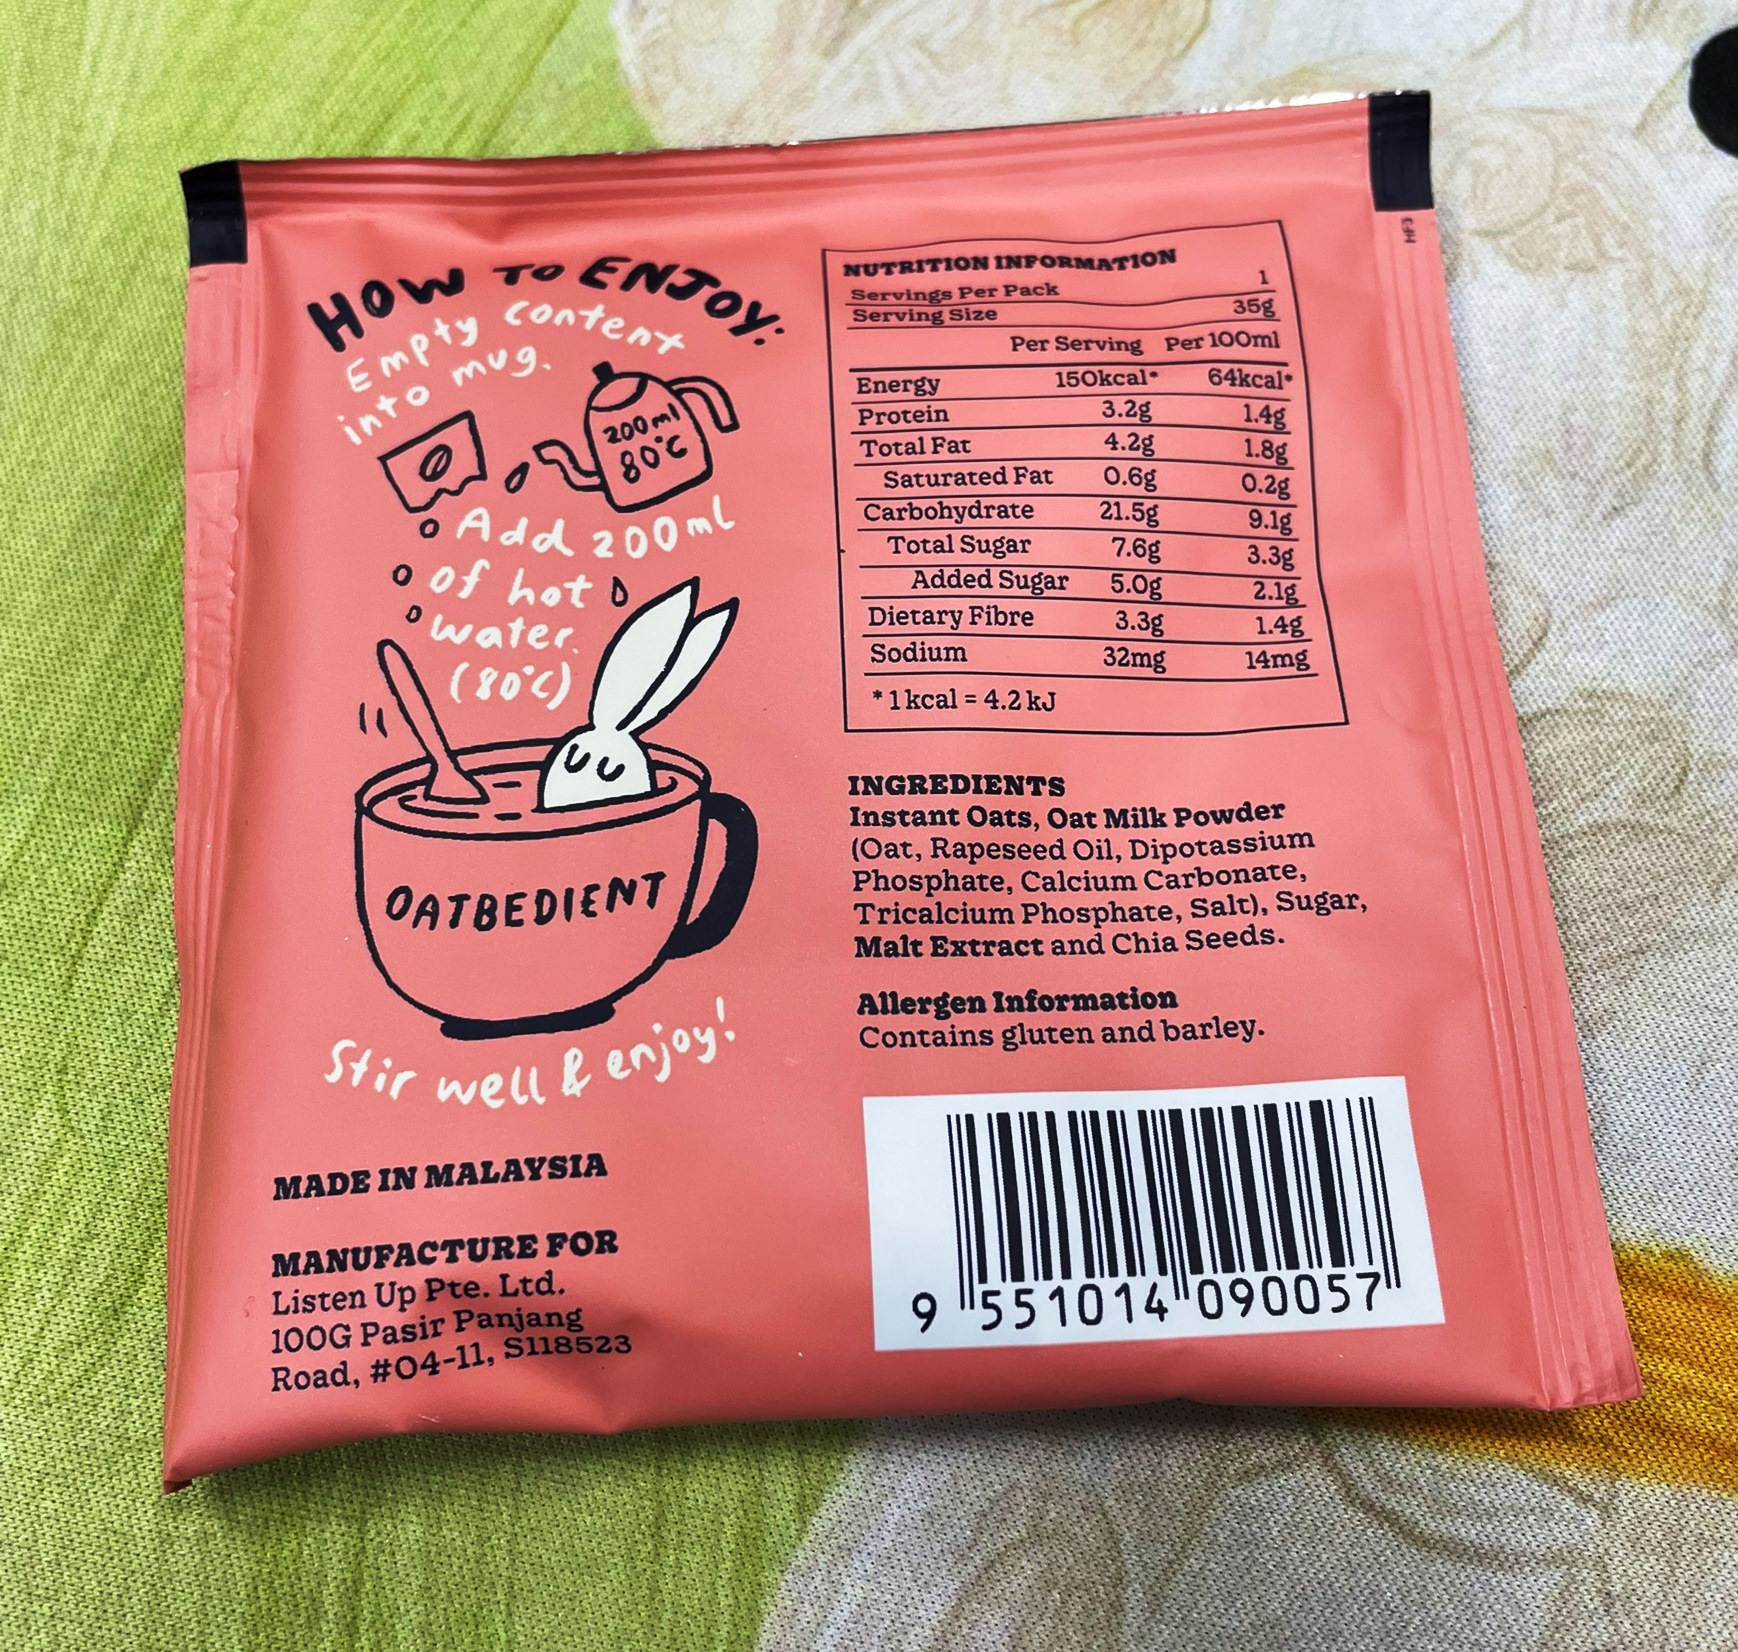 HOW TO ENJOY:
Empty content
into mug.
200ml
80°C
Add 200ml
of hot
water.
(80°C)
OATBEDIENT
Stir well & enjoy!
MADE IN MALAYSIA
MANUFACTURE FOR
Listen Up Pte. Ltd.
100G Pasir Panjang
Road, #04-11, S118523
HF3
NUTRITION INFORMATION
Servings Per Pack 1
Serving Size 35g
Per Serving Per 100ml
Energy 150kcal* 64kcal*
Protein 3.2g 1.4g
Total Fat 4.2g 1.8g
Saturated Fat 0.6g 0.2g
Carbohydrate 21.5g 9.1g
Total Sugar 7.6g 3.3g
Added Sugar 5.0g 2.1g
Dietary Fibre 3.3g 1.4g
Sodium 32mg 14mg
* 1 kcal = 4.2 kJ
INGREDIENTS
Instant Oats, Oat Milk Powder
(Oat, Rapeseed Oil, Dipotassium
Phosphate, Calcium Carbonate,
Tricalcium Phosphate, Salt), Sugar,
Malt Extract and Chia Seeds.
Allergen Information
Contains gluten and barley.
9 551014 090057